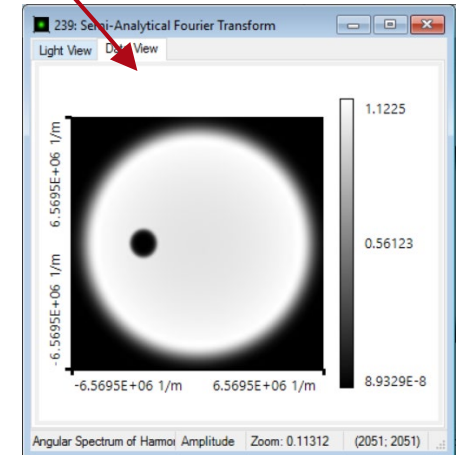 239: Semi-Analytical Fourier Transform
Light View Data View
1.1225
6.5695E+06 1/m
0.56123
-6.5695E+06 1/m
8.9329E-8
-6.5695E+06 1/m 6.5695E+06 1/m
Angular Spectrum of Harmo Amplitude Zoom: 0.11312 (2051; 2051)